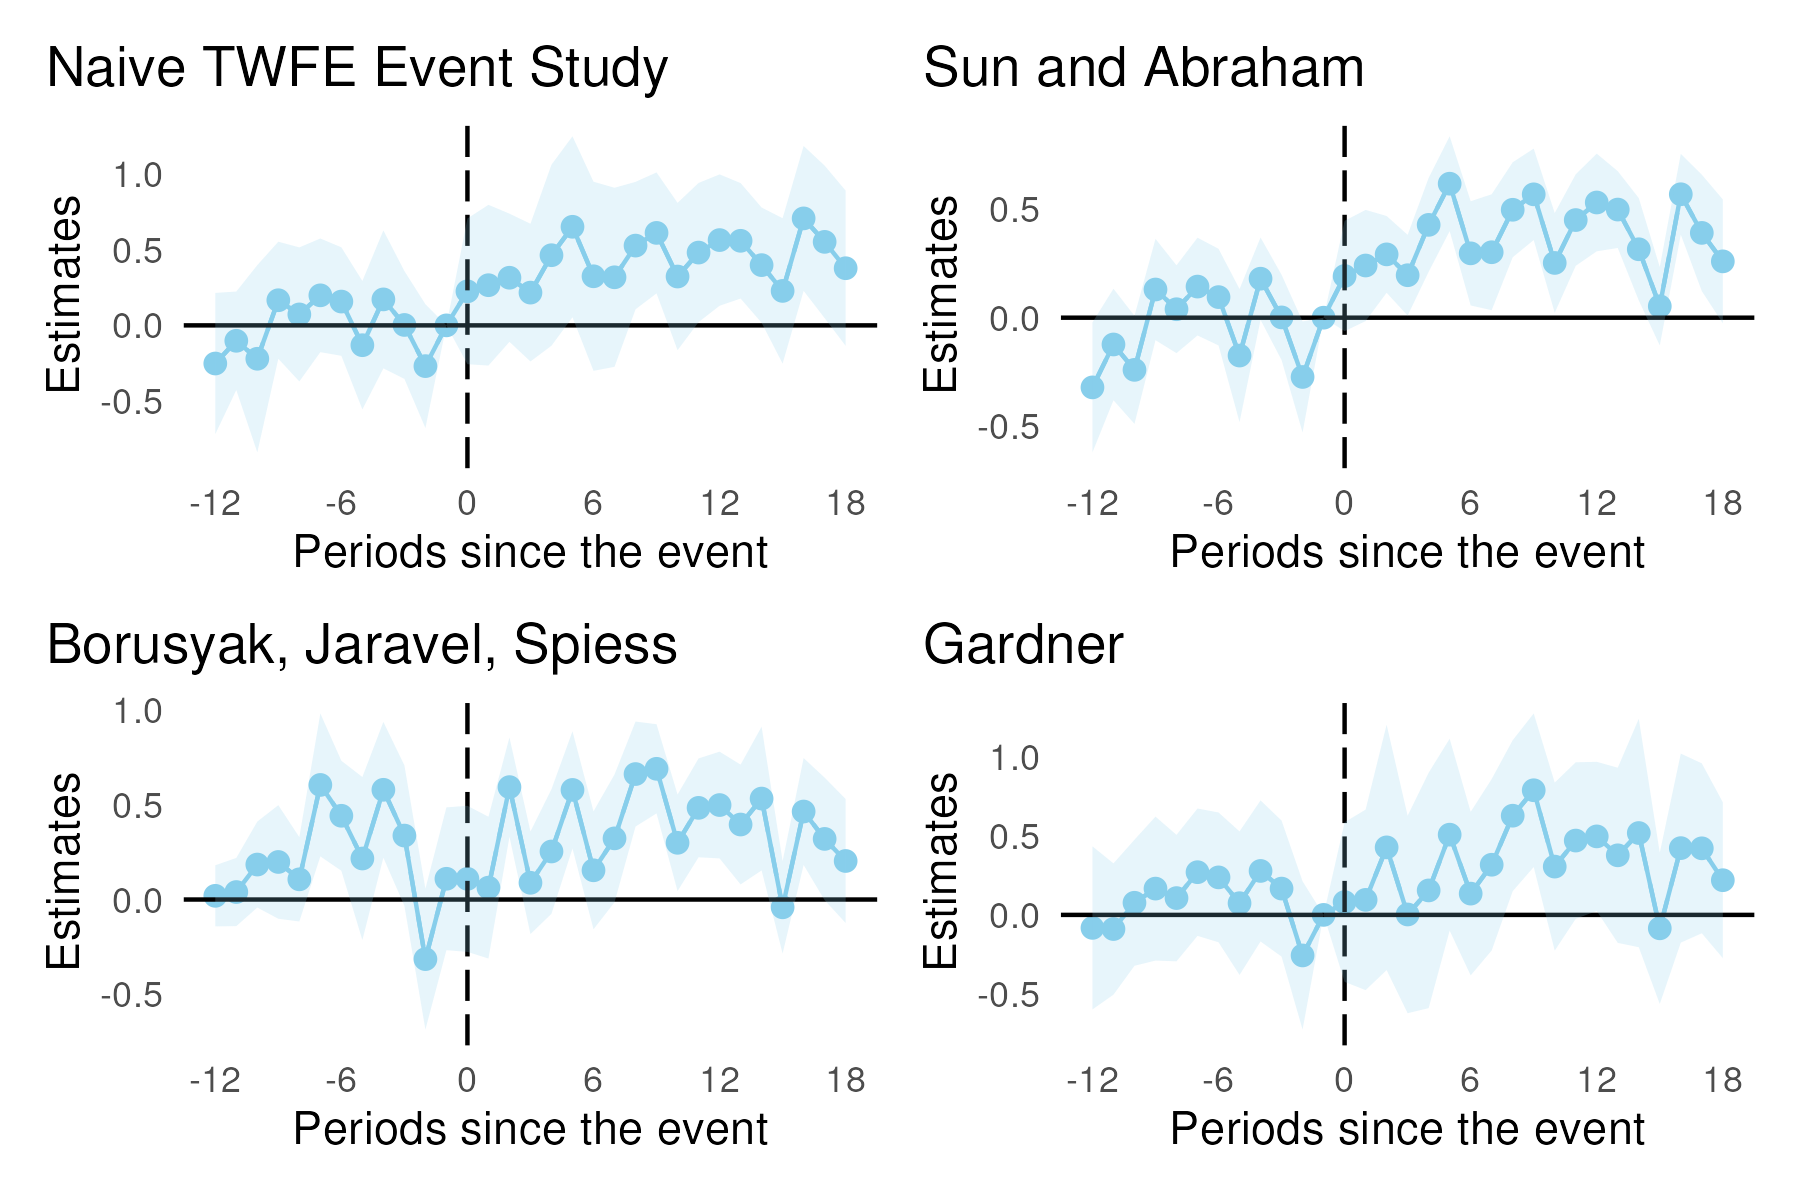 Naive TWFE Event Study
Estimates
1.0
0.5
0.0
-0.5
-12 -6 0 6 12 18
Periods since the event
Sun and Abraham
Estimates
0.5
0.0
-0.5
-12 -6 0 6 12 18
Periods since the event
Borusyak, Jaravel, Spiess
Estimates
1.0
0.5
0.0
-0.5
-12 -6 0 6 12 18
Periods since the event
Gardner
Estimates
1.0
0.5
0.0
-0.5
-12 -6 0 6 12 18
Periods since the event